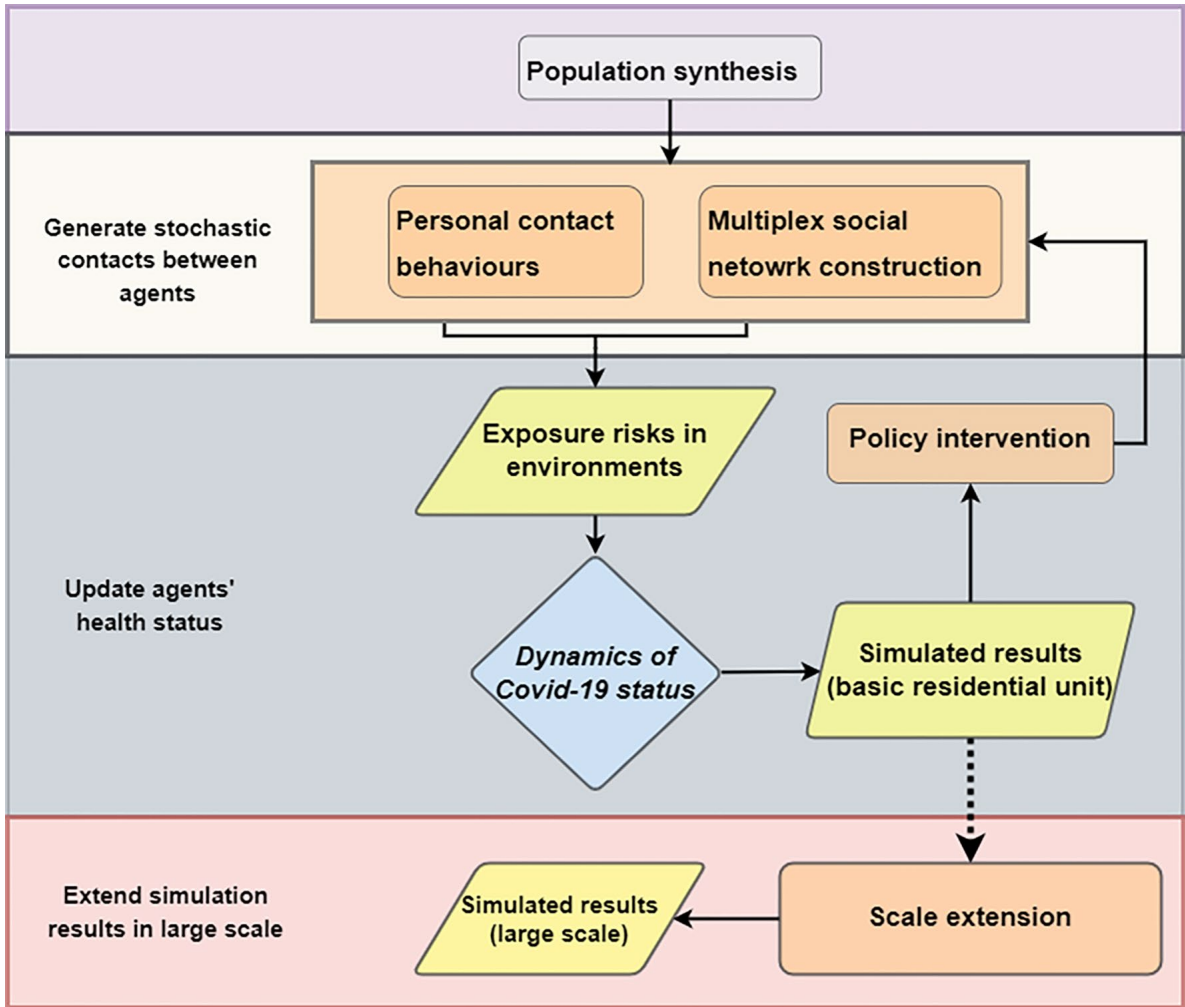 Population synthesis
Generate stochastic
contacts between
agents
Personal contact
behaviours
Multiplex social
netowrk construction
Exposure risks in
environments
Policy intervention
Update agents'
health status
Dynamics of
Covid-19 status
Simulated results
(basic residential unit)
Extend simulation
results in large scale
Simulated results
(large scale)
Scale extension